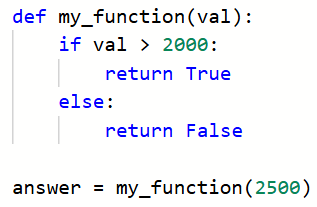 def my_function(val):
    if val > 2000:
        return True
    else:
        return False

answer = my_function(2500)